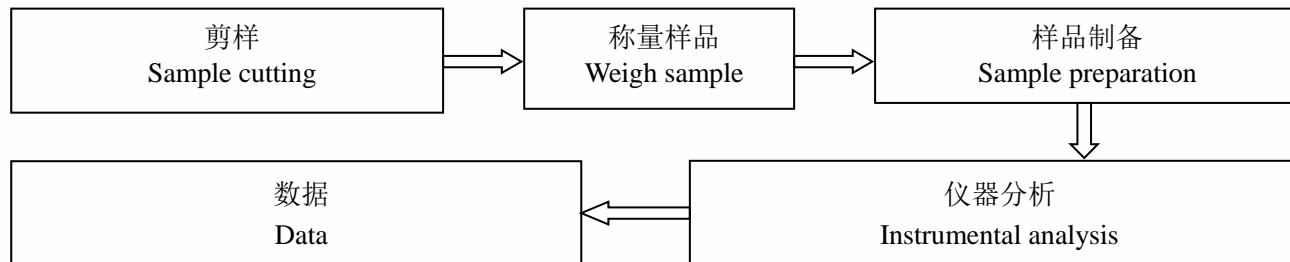 剪样
Sample cutting
称量样品
Weigh sample
样品制备
Sample preparation
仪器分析
Instrumental analysis
数据
Data